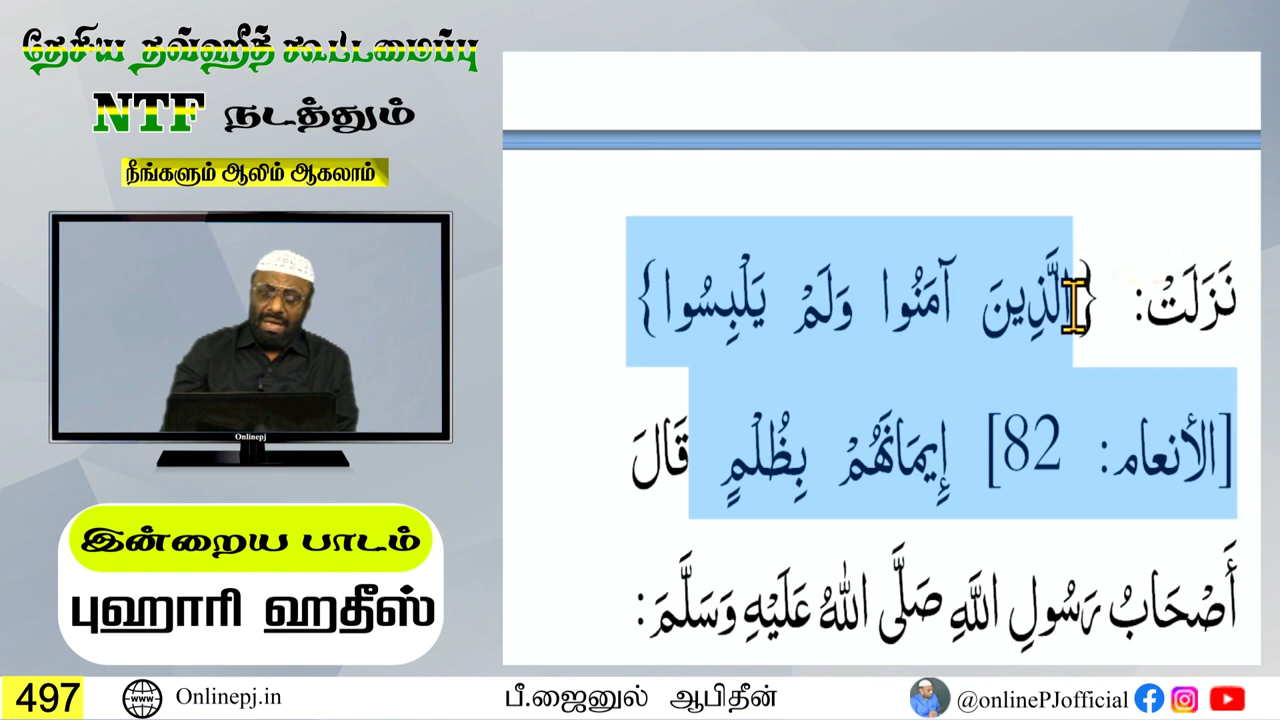 தேசிய தவ்ஹீத் கூட்டமைப்பு
NTF நடத்தும்
நீங்களும் ஆலிம் ஆகலாம்
Onlinepj
இன்றைய பாடம்
புஹாரி ஹதீஸ்
نَزَلَتْ: {الَّذِينَ آمَنُوا وَلَمْ يَلْبِسُوا}
[الأنعام: 82] إِيمَانَهُمْ بِظُلْمٍ قَالَ
أَصْحَابُ رَسُولِ اللَّهِ صَلَّى اللهُ عَلَيْهِ وَسَلَّمَ:
497 Onlinepj.in பீ.ஜைனுல் ஆபிதீன் @onlinePJofficial